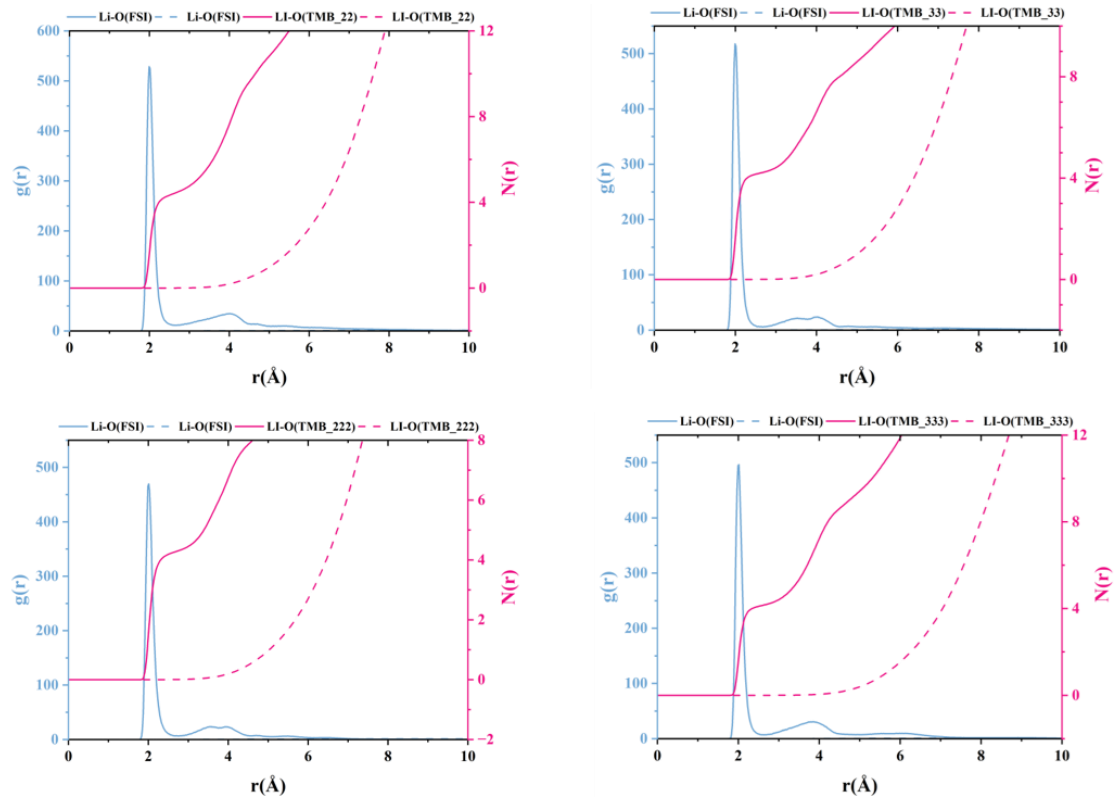 Li-O(FSI) Li-O(FSI) LI-O(TMB_22) LI-O(TMB_22)
600
500
400
300
200
100
0
g(r)
12
8
4
0
N(r)
0 2 4 6 8 10
r(Å)
Li-O(FSI) Li-O(FSI) LI-O(TMB_33) LI-O(TMB_33)
500
400
300
200
100
0
g(r)
8
4
0
N(r)
0 2 4 6 8 10
r(Å)
Li-O(FSI) Li-O(FSI) LI-O(TMB_222) LI-O(TMB_222)
500
400
300
200
100
0
g(r)
8
6
4
2
0
−2
N(r)
0 2 4 6 8 10
r(Å)
Li-O(FSI) Li-O(FSI) LI-O(TMB_333) LI-O(TMB_333)
500
400
300
200
100
0
g(r)
12
8
4
0
N(r)
0 2 4 6 8 10
r(Å)